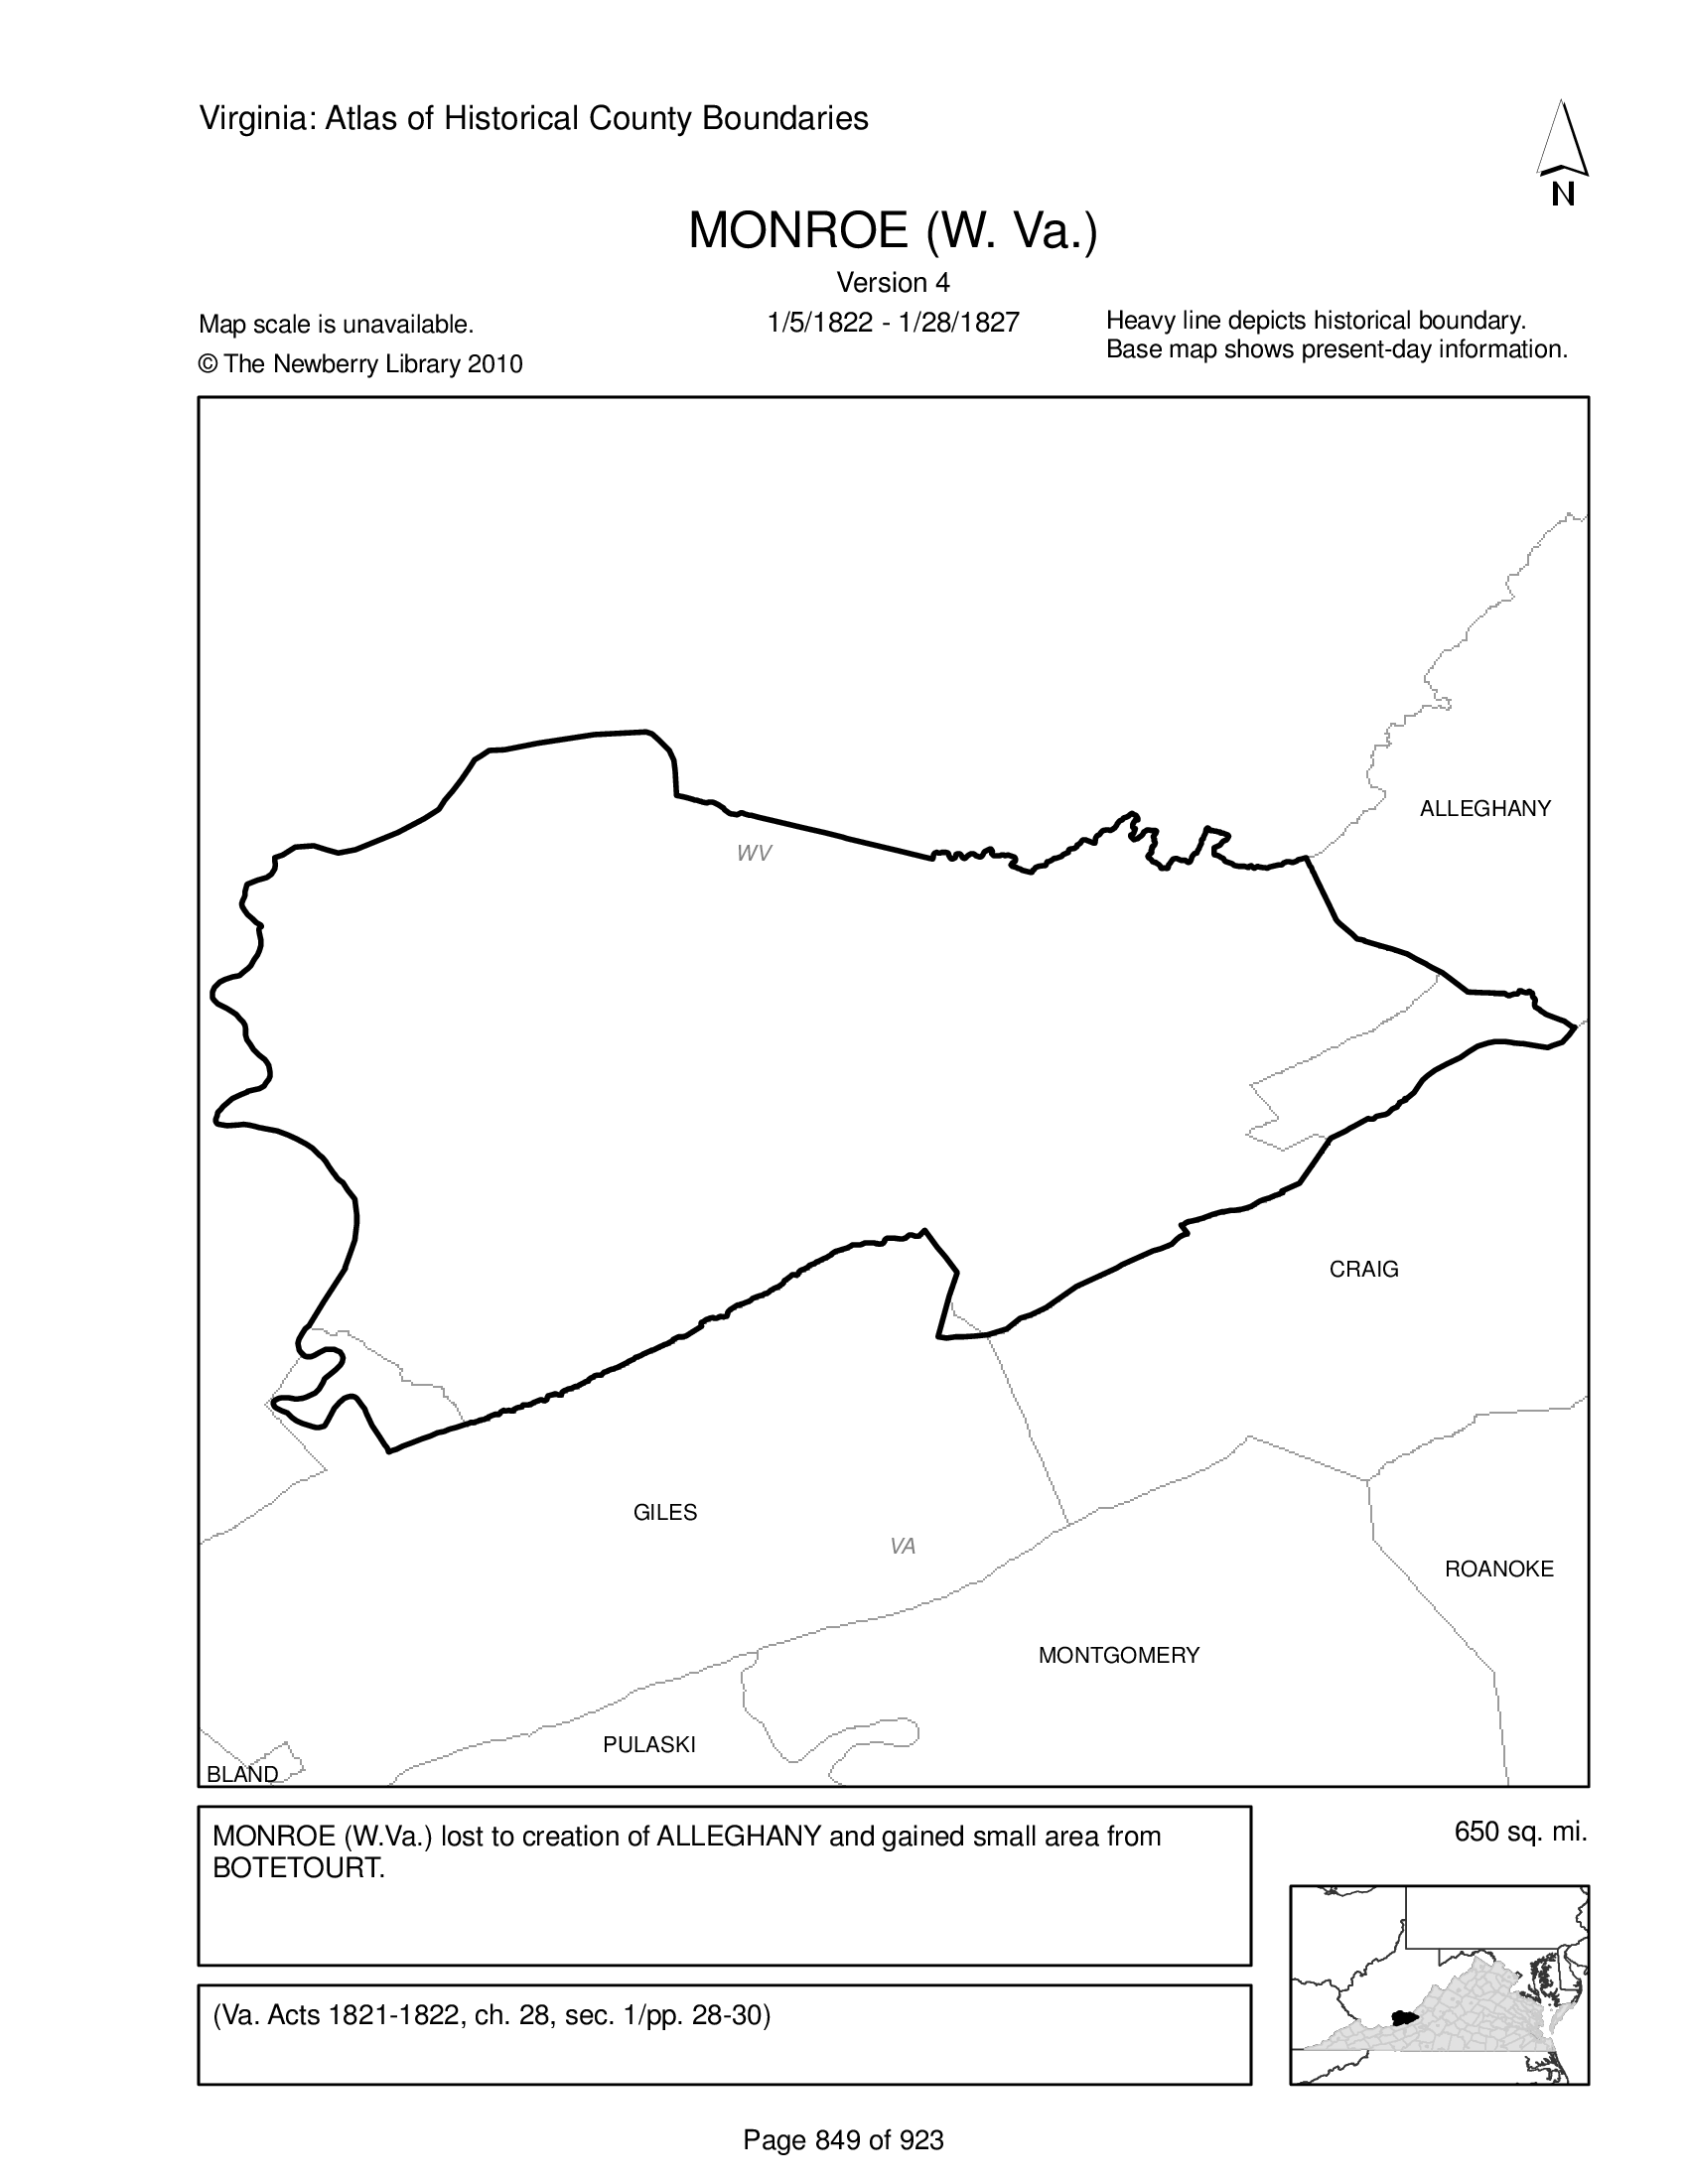 Virginia: Atlas of Historical County Boundaries
N
MONROE (W. Va.)
Version 4
1/5/1822 - 1/28/1827
Map scale is unavailable.
© The Newberry Library 2010
Heavy line depicts historical boundary.
Base map shows present-day information.
ALLEGHANY
WV
CRAIG
GILES
VA
ROANOKE
MONTGOMERY
PULASKI
BLAND
MONROE (W.Va.) lost to creation of ALLEGHANY and gained small area from
BOTETOURT.
650 sq. mi.
(Va. Acts 1821-1822, ch. 28, sec. 1/pp. 28-30)
Page 849 of 923